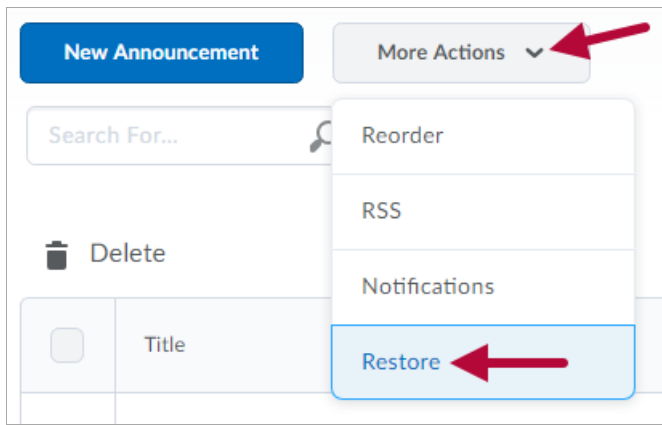 New Announcement
More Actions
Search For...
Reorder
RSS
Delete
Notifications
Title
Restore